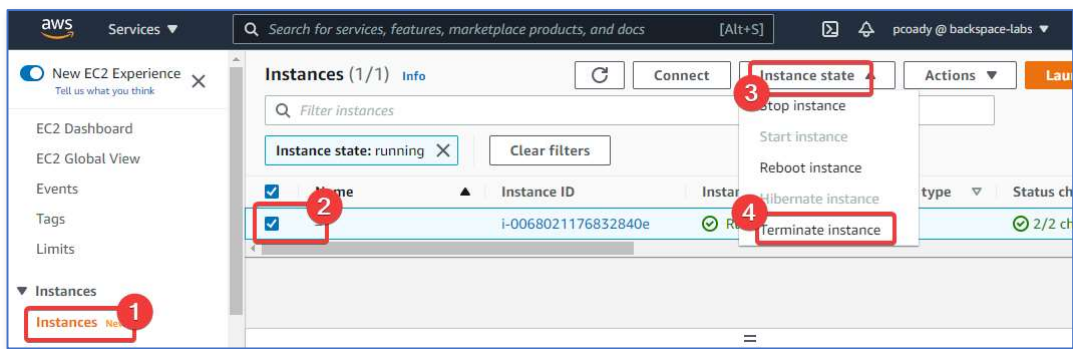 aws Services ▼ Search for services, features, marketplace products, and docs [Alt+S] pcoady @ backspace-labs ▼
New EC2 Experience
Tell us what you think
EC2 Dashboard
EC2 Global View
Events
Tags
Limits
▼ Instances
Instances
1
Instances (1/1) Info Connect Instance state ▲ Actions ▼
3
Filter instances
Instance state: running Clear filters
Stop instance
Start instance
Reboot instance
Hibernate instance
Terminate instance
4
Instance ID type Status
2
– i-0068021176832840e 2/2